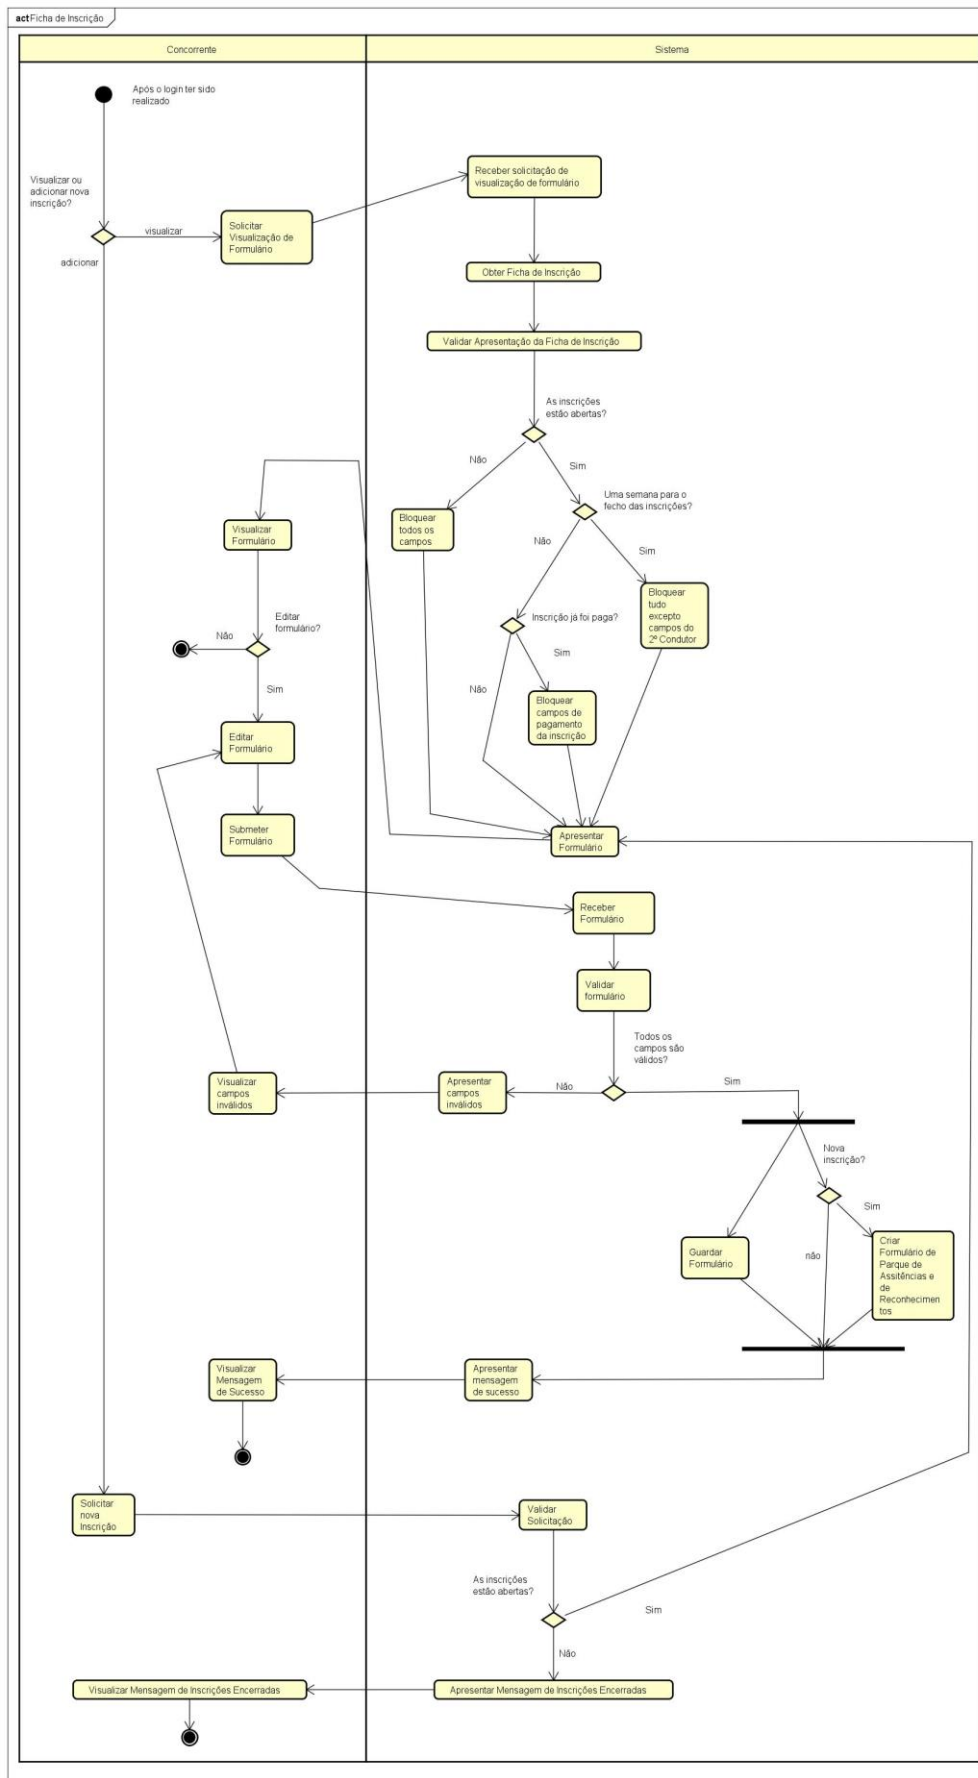 act Ficha de Inscrição
Concorrente
Sistema
Após o login ter sido
realizado
Visualizar ou
adicionar nova
inscrição?
visualizar
adicionar
Solicitar
Visualização de
Formulário
Receber solicitação de
visualização de formulário
Obter Ficha de Inscrição
Validar Apresentação da Ficha de Inscrição
As inscrições
estão abertas?
Não
Sim
Uma semana para o
fecho das inscrições?
Bloquear
todos os
campos
Não
Sim
Visualizar
Formulário
Bloquear
tudo
excepto
campos do
2º Condutor
Inscrição já foi paga?
Editar
formulário?
Não
Sim
Sim
Não
Bloquear
campos de
pagamento
da inscrição
Editar
Formulário
Submeter
Formulário
Apresentar
Formulário
Receber
Formulário
Validar
formulário
Todos os
campos são
válidos?
Não
Sim
Visualizar
campos
inválidos
Apresentar
campos
inválidos
Nova
inscrição?
Sim
não
Guardar
Formulário
Criar
Formulário de
Parque de
Assitências e
de
Reconhecimen
tos
Visualizar
Mensagem
de Sucesso
Apresentar
mensagem
de sucesso
Solicitar
nova
Inscrição
Validar
Solicitação
As inscrições
estão abertas?
Sim
Não
Visualizar Mensagem de Inscrições Encerradas
Apresentar Mensagem de Inscrições Encerradas